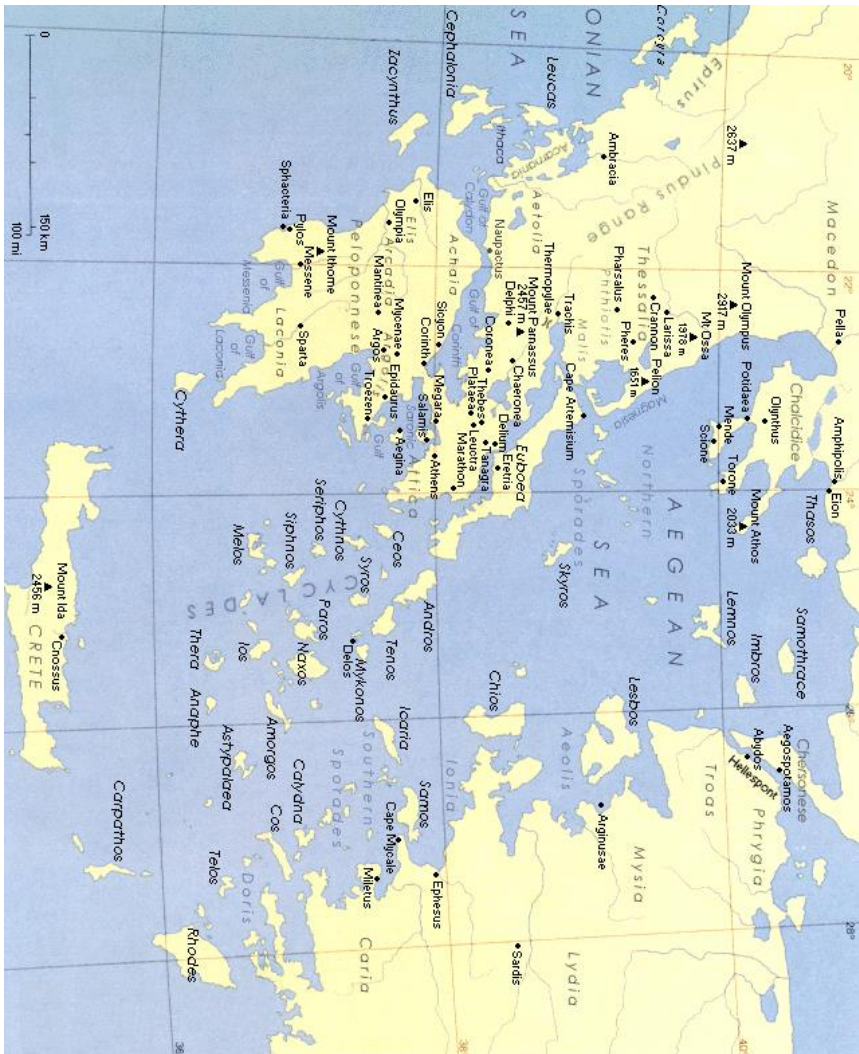 20°
22
24°
26
28°
Macedon
Pella
Amphipolis
Eion
Thasos
Samothrace
Chersonese
Aegospotamos
Chalcidice
Olynthus
Potidaea
Mount Athos
2033 m
Imbros
Abydos
Hellespont
Phrygia
2637 m
Mount Olympus
2917 m
Mende
Scione
Torone
Lemnos
40°
Epirus
Pindus Range
Corcyra
Mt Ossa
1978 m
Larissa
Crannon
Thessalia
Pelion
1651 m
Pheres
Pharsalus
Phthiotis
Magnesia
Northern
Sporades
AEGEAN
SEA
Troas
Lesbos
Mysia
Arginusae
Aeolis
IONIAN
SEA
Ambracia
Leucas
Acarnania
Aetolia
Malis
Trachis
Thermopylae
Cape Artemisium
Skyros
Lydia
Sardis
Mount Parnassus
2457 m
Delphi
Chaeronea
Euboea
Eretria
Delium
Tanagra
Thebes
Leuctra
Plataea
Coronea
Marathon
Chios
Ithaca
Cephalonia
Naupactus
Gulf of
Calydon
Gulf of
Corinth
Achaia
Sicyon
Corinth
Megara
Salamis
Athens
Attica
Andros
Ionia
Ephesus
38°
Zacynthus
Elis
Elis
Olympia
Arcadia
Mantinea
Mycenae
Argos
Argolis
Epidaurus
Troezen
Aegina
Saronic
Gulf
Ceos
Tenos
Icaria
Samos
Cape Mycale
Miletus
Caria
Peloponnese
Gulf
of
Argolis
Cythnos
Syros
Mykonos
Delos
Southern
Sporades
Seriphos
Siphnos
CYCLADES
Paros
Naxos
Calydna
Mount Ithome
Messene
Pylos
Sphacteria
Sparta
Laconia
Gulf
of
Messenia
Gulf
of
Laconia
Melos
Ios
Amorgos
Cos
Doris
Thera
Anaphe
Astypalaea
Telos
Rhodes
36°
Cythera
Carpathos
Mount Ida
2456 m
Cnossus
CRETE
0
150 km
100 mi